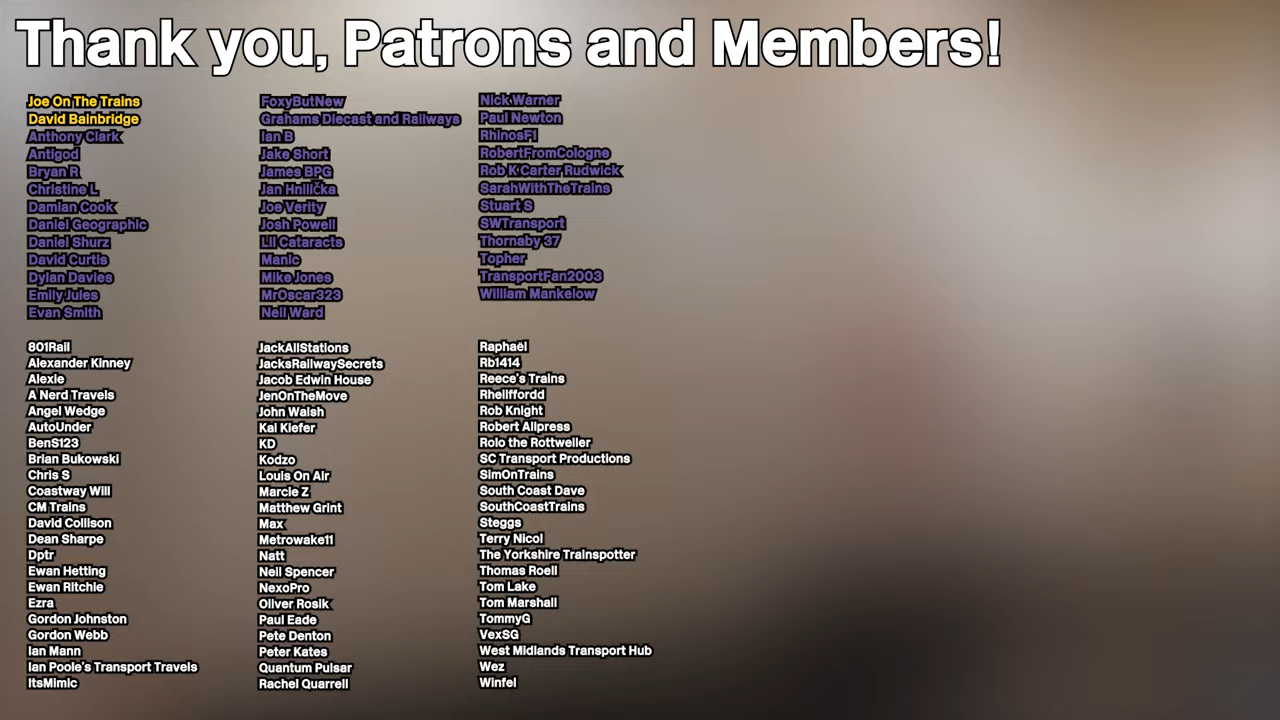 Thank you, Patrons and Members!
Joe On The Trains
David Bainbridge
Anthony Clark
Antigod
Bryan R
Christine L
Damian Cook
Daniel Geographic
Daniel Shurz
David Curtis
Dylan Davies
Emily Jules
Evan Smith
FoxyButNew
Grahams Diecast and Railways
Ian B
Jake Short
James BPG
Jan Hnilička
Joe Verity
Josh Powell
Lil Cataracts
Manic
Mike Jones
MrOscar323
Neil Ward
Nick Warner
Paul Newton
RhinosF1
RobertFromCologne
Rob K Carter Rudwick
SarahWithTheTrains
Stuart S
SWTransport
Thornaby 37
Topher
TransportFan2003
William Mankelow
801Rail
Alexander Kinney
Alexie
A Nerd Travels
Angel Wedge
AutoUnder
BenS123
Brian Bukowski
Chris S
Coastway Will
CM Trains
David Collison
Dean Sharpe
Dptr
Ewan Hetting
Ewan Ritchie
Ezra
Gordon Johnston
Gordon Webb
Ian Mann
Ian Poole's Transport Travels
ItsMimic
JackAllStations
JacksRailwaySecrets
Jacob Edwin House
JenOnTheMove
John Walsh
Kai Kiefer
KD
Kodzo
Louis On Air
Marcie Z
Matthew Grint
Max
Metrowake11
Natt
Neil Spencer
NexoPro
Oliver Rosik
Paul Eade
Pete Denton
Peter Kates
Quantum Pulsar
Rachel Quarrell
Raphaël
Rb1414
Reece's Trains
Rhelffordd
Rob Knight
Robert Allpress
Rolo the Rottweiler
SC Transport Productions
SimOnTrains
South Coast Dave
SouthCoastTrains
Steggs
Terry Nicol
The Yorkshire Trainspotter
Thomas Roell
Tom Lake
Tom Marshall
TommyG
VexSG
West Midlands Transport Hub
Wez
Winfel